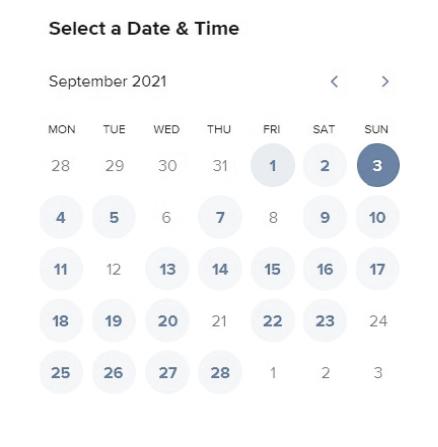 Select a Date & Time
September 2021
MON TUE WED THU FRI SAT SUN
28 29 30 31 1 2 3
4 5 6 7 8 9 10
11 12 13 14 15 16 17
18 19 20 21 22 23 24
25 26 27 28 1 2 3